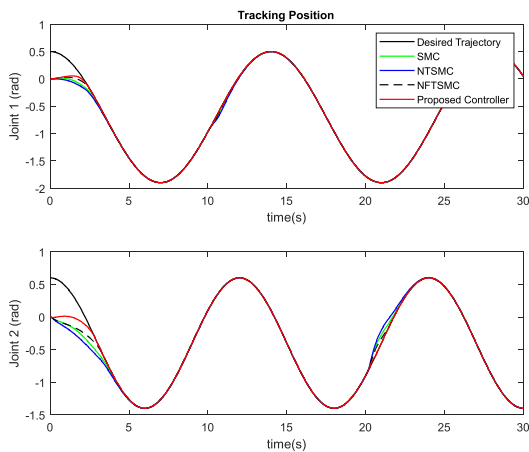 Tracking Position
1
0.5
0
-0.5
-1
-1.5
-2
Joint 1 (rad)
Desired Trajectory
SMC
NTSMC
NFTSMC
Proposed Controller
0 5 10 15 20 25 30
time(s)
1
0.5
0
-0.5
-1
-1.5
Joint 2 (rad)
0 5 10 15 20 25 30
time(s)